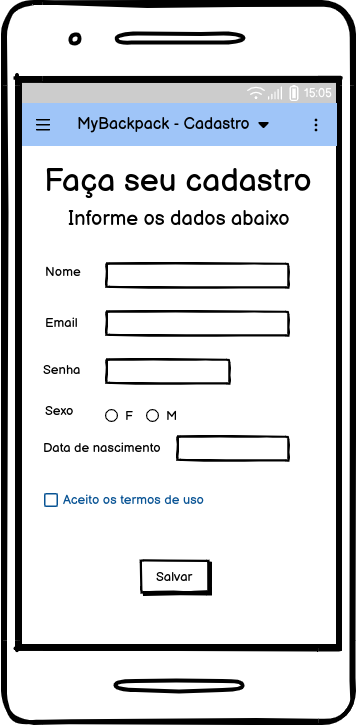 15:05
MyBackpack - Cadastro
Faça seu cadastro
Informe os dados abaixo
Nome
Email
Senha
Sexo F M
Data de nascimento
Aceito os termos de uso
Salvar